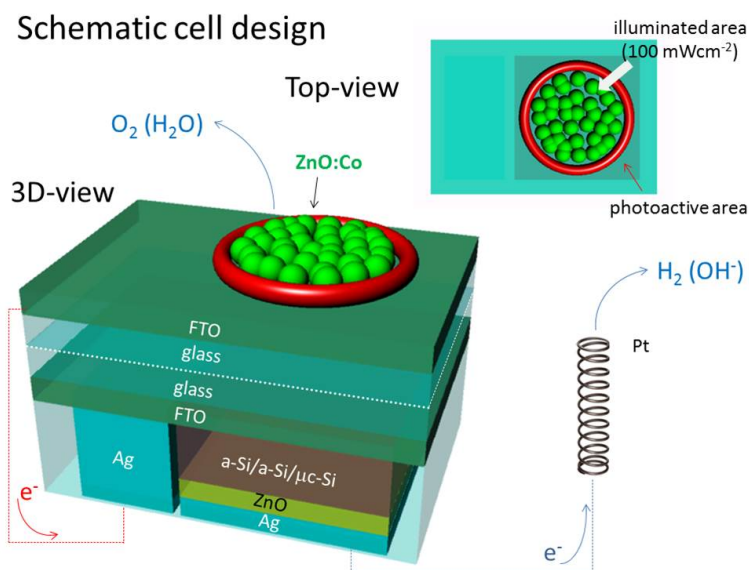 Schematic cell design
illuminated area
(100 mWcm⁻²)
Top-view
O₂ (H₂O)
ZnO:Co
3D-view
photoactive area
H₂ (OH⁻)
FTO
glass
glass
FTO
Pt
Ag
a-Si/a-Si/μc-Si
ZnO
Ag
e⁻
e⁻